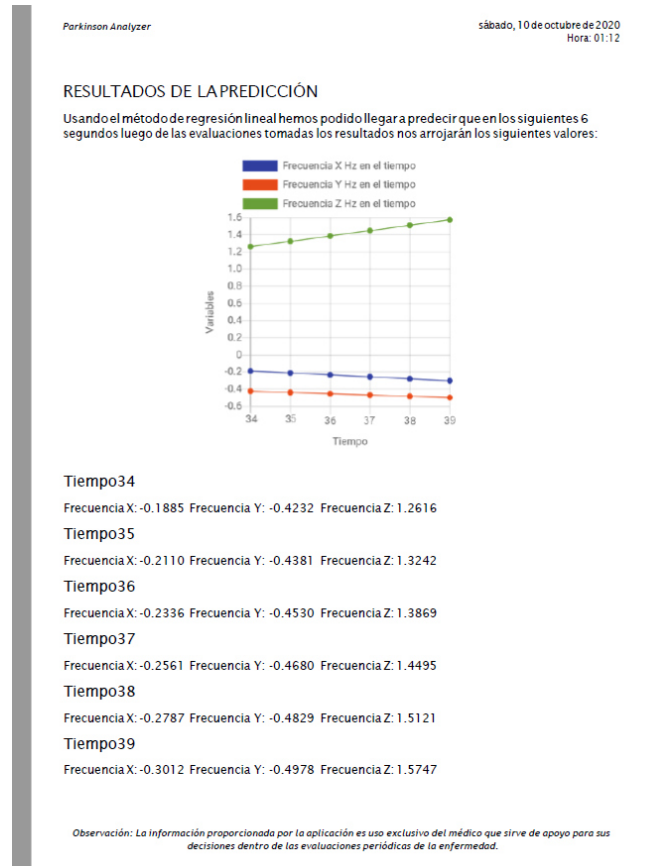 Parkinson Analyzer
sábado, 10 de octubre de 2020
Hora: 01:12
RESULTADOS DE LA PREDICCIÓN
Usando el método de regresión lineal hemos podido llegar a predecir que en los siguientes 6
segundos luego de las evaluaciones tomadas los resultados nos arrojarán los siguientes valores:
Frecuencia X Hz en el tiempo
Frecuencia Y Hz en el tiempo
Frecuencia Z Hz en el tiempo
1.6
1.4
1.2
1.0
0.8
0.6
0.4
0.2
0
-0.2
-0.4
-0.6
Variables
34 35 36 37 38 39
Tiempo
Tiempo34
Frecuencia X: -0.1885 Frecuencia Y: -0.4232 Frecuencia Z: 1.2616
Tiempo35
Frecuencia X: -0.2110 Frecuencia Y: -0.4381 Frecuencia Z: 1.3242
Tiempo36
Frecuencia X: -0.2336 Frecuencia Y: -0.4530 Frecuencia Z: 1.3869
Tiempo37
Frecuencia X: -0.2561 Frecuencia Y: -0.4680 Frecuencia Z: 1.4495
Tiempo38
Frecuencia X: -0.2787 Frecuencia Y: -0.4829 Frecuencia Z: 1.5121
Tiempo39
Frecuencia X: -0.3012 Frecuencia Y: -0.4978 Frecuencia Z: 1.5747
Observación: La información proporcionada por la aplicación es uso exclusivo del médico que sirve de apoyo para sus
decisiones dentro de las evaluaciones periódicas de la enfermedad.